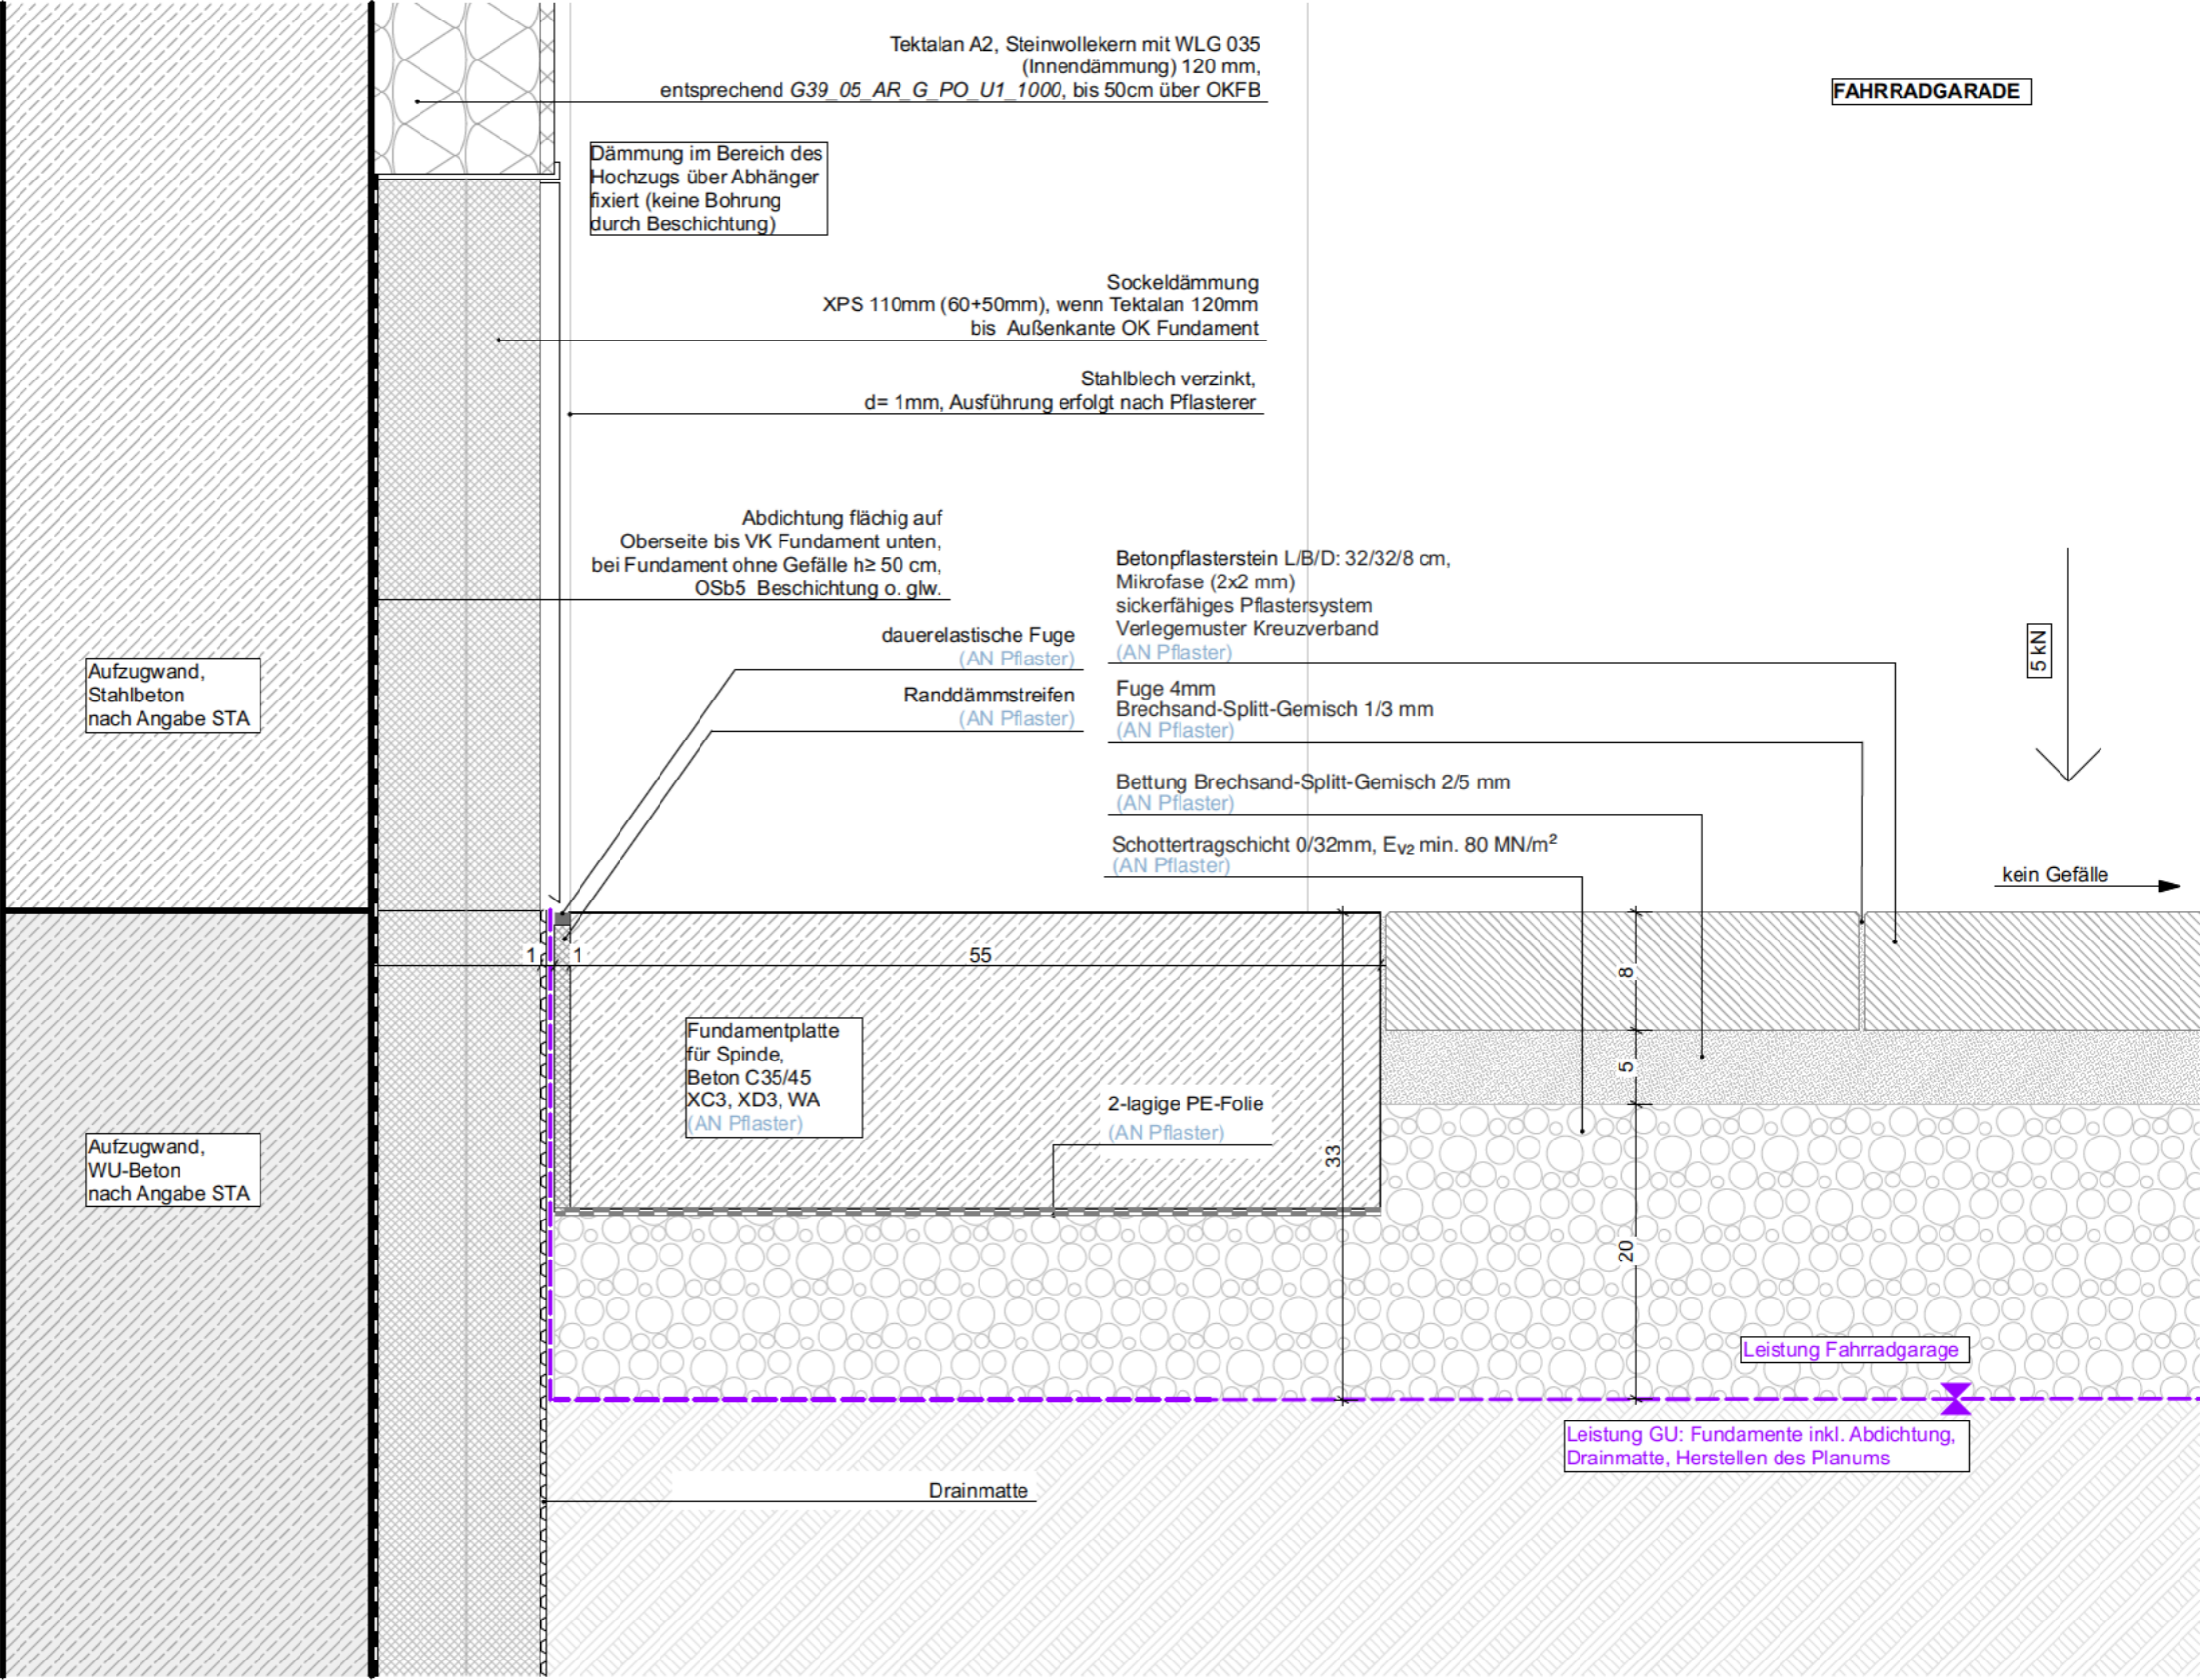 Tektalan A2, Steinwollekern mit WLG 035
(Innendämmung) 120 mm,
entsprechend G39_05_AR_G_PO_U1_1000, bis 50cm über OKFB
FAHRRADGARADE
Dämmung im Bereich des
Hochzugs über Abhänger
fixiert (keine Bohrung
durch Beschichtung)
Sockeldämmung
XPS 110mm (60+50mm), wenn Tektalan 120mm
bis Außenkante OK Fundament
Stahlblech verzinkt,
d= 1mm, Ausführung erfolgt nach Pflasterer
Abdichtung flächig auf
Oberseite bis VK Fundament unten,
bei Fundament ohne Gefälle h≥ 50 cm,
OSb5 Beschichtung o. glw.
dauerelastische Fuge
(AN Pflaster)
Randdämmstreifen
(AN Pflaster)
Betonpflasterstein L/B/D: 32/32/8 cm,
Mikrofase (2x2 mm)
sickerfähiges Pflastersystem
Verlegemuster Kreuzverband
(AN Pflaster)
Fuge 4mm
Brechsand-Splitt-Gemisch 1/3 mm
(AN Pflaster)
Bettung Brechsand-Splitt-Gemisch 2/5 mm
(AN Pflaster)
Schottertragschicht 0/32mm, EV2 min. 80 MN/m²
(AN Pflaster)
5 kN
kein Gefälle
Aufzugwand,
Stahlbeton
nach Angabe STA
1
1
55
8
5
33
20
Fundamentplatte
für Spinde,
Beton C35/45
XC3, XD3, WA
(AN Pflaster)
2-lagige PE-Folie
(AN Pflaster)
Aufzugwand,
WU-Beton
nach Angabe STA
Leistung Fahrradgarage
Leistung GU: Fundamente inkl. Abdichtung,
Drainmatte, Herstellen des Planums
Drainmatte